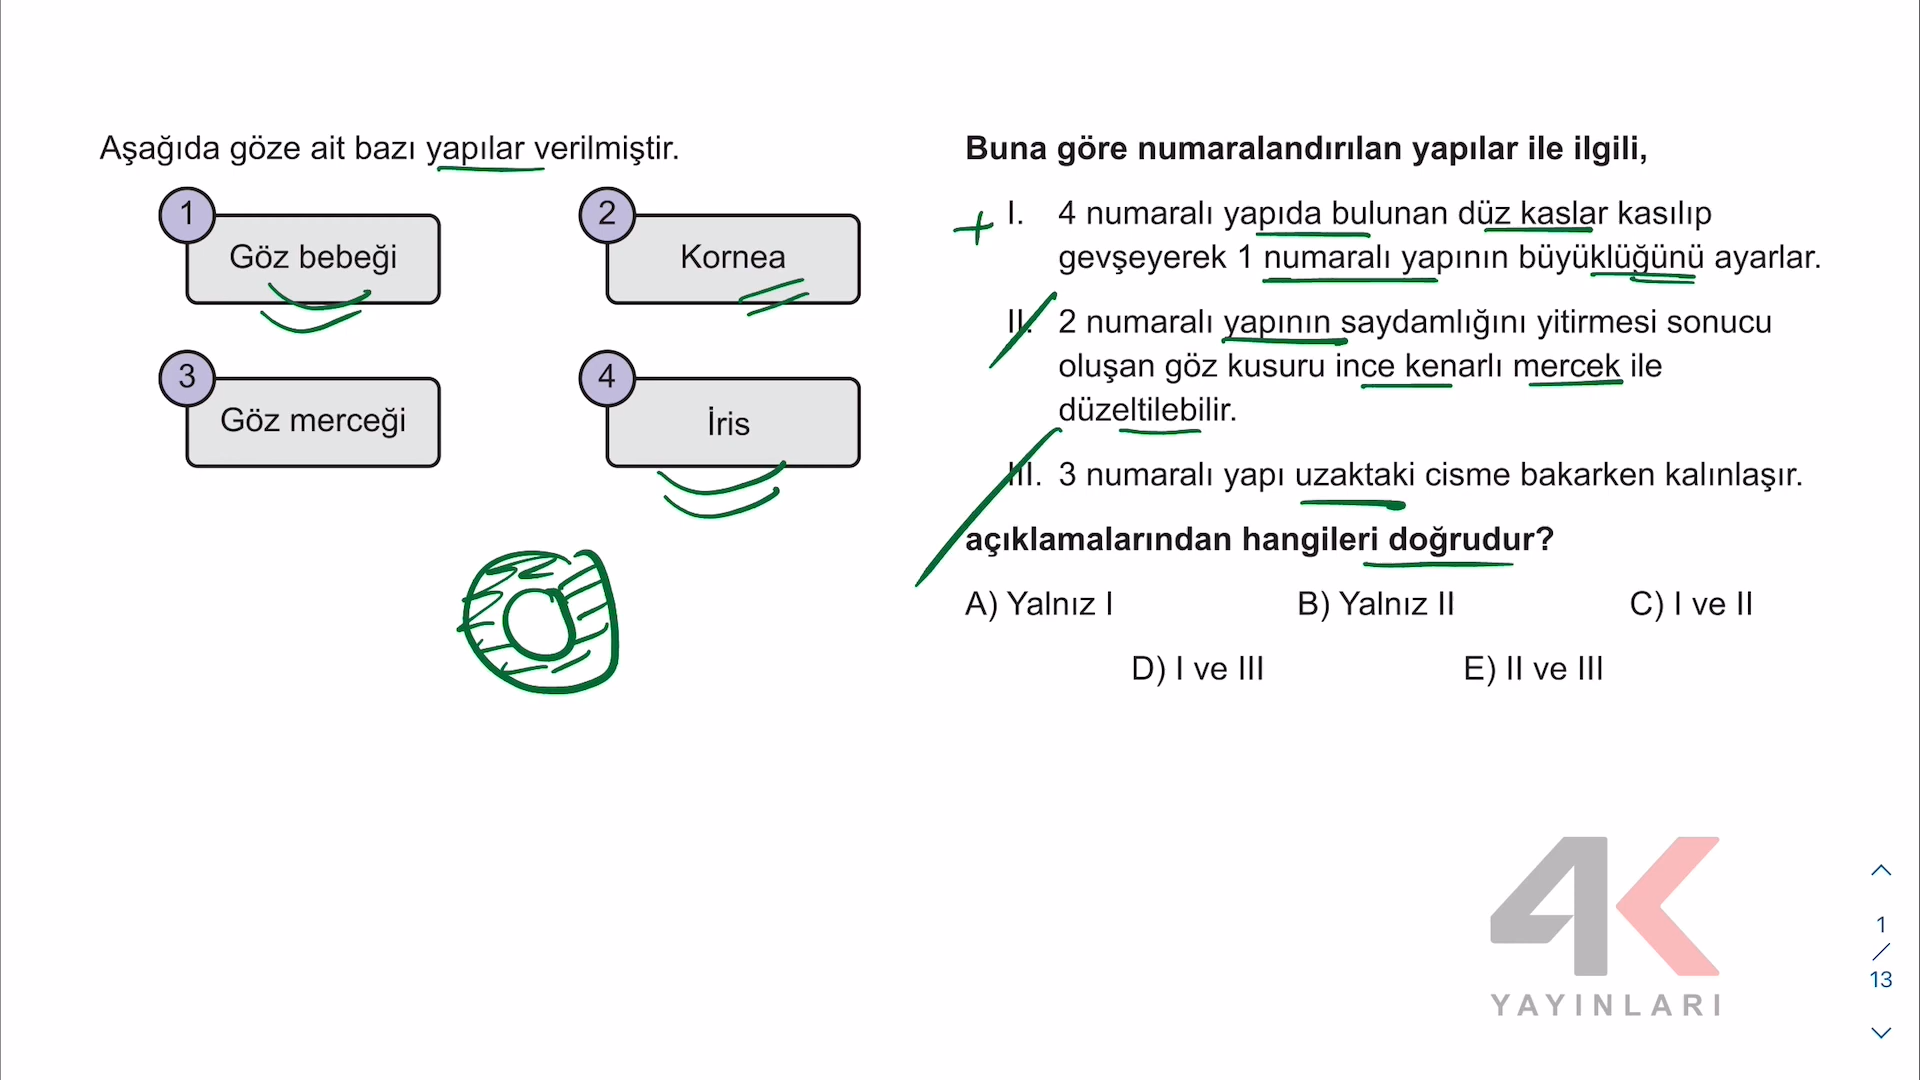 Aşağıda göze ait bazı yapılar verilmiştir.
1
Göz bebeği
2
Kornea
3
Göz merceği
4
İris
Buna göre numaralandırılan yapılar ile ilgili,
I. 4 numaralı yapıda bulunan düz kaslar kasılıp
gevşeyerek 1 numaralı yapının büyüklüğünü ayarlar.
II. 2 numaralı yapının saydamlığını yitirmesi sonucu
oluşan göz kusuru ince kenarlı mercek ile
düzeltilebilir.
III. 3 numaralı yapı uzaktaki cisme bakarken kalınlaşır.
açıklamalarından hangileri doğrudur?
A) Yalnız I B) Yalnız II C) I ve II
D) I ve III E) II ve III
4K
YAYINLARI
1
/
13